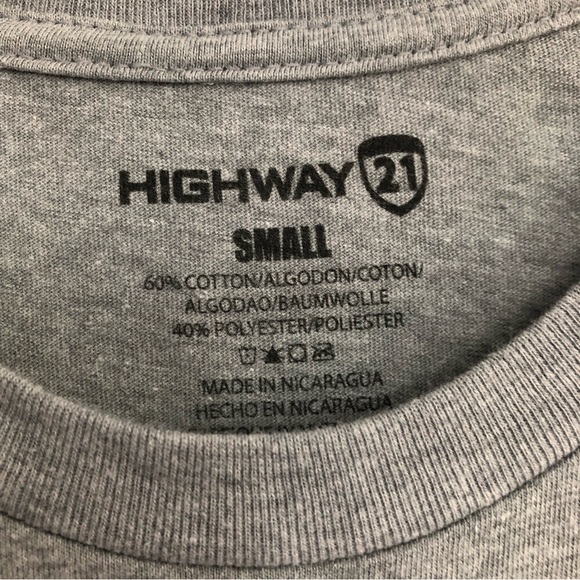 HIGHWAY 21
SMALL
60% COTTON/ALGODON/COTON/
ALGODAO/BAUMWOLLE
40% POLYESTER/POLIESTER
MADE IN NICARAGUA
HECHO EN NICARAGUA